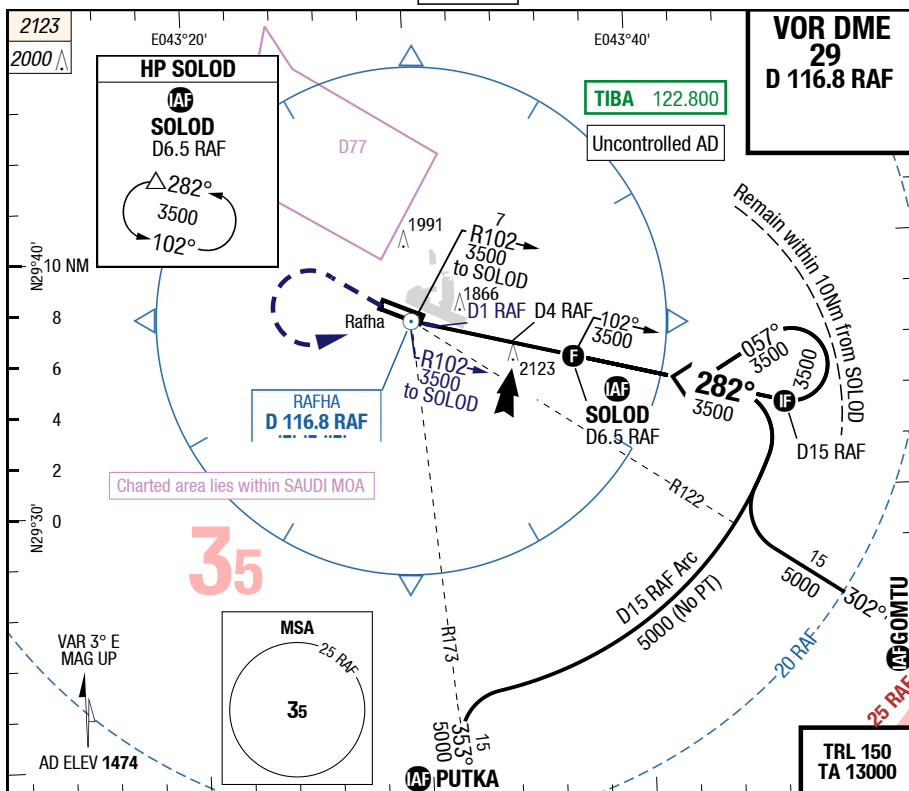 2123
2000
E043°20'
E043°40'
VOR DME
29
D 116.8 RAF
HP SOLOD
IAF
SOLOD
D6.5 RAF
282°
3500
102°
D77
TIBA 122.800
Uncontrolled AD
Remain within 10Nm from SOLOD
N29°40'
10 NM
8
6
4
2
0
N29°30'
1991
7
R102
3500
to SOLOD
1866
D1 RAF
D4 RAF
Rafha
102°
3500
F
057°
3500
3500
R102
3500
to SOLOD
2123
IAF
SOLOD
D6.5 RAF
282°
3500
IF
D15 RAF
RAFHA
D 116.8 RAF
Charted area lies within SAUDI MOA
R122
35
15
5000
302°
IAF GOMTU
D15 RAF Arc
5000 (No PT)
R173
20 RAF
25 RAF
VAR 3° E
MAG UP
AD ELEV 1474
MSA
25 RAF
35
15
353°
5000
IAF PUTKA
TRL 150
TA 13000